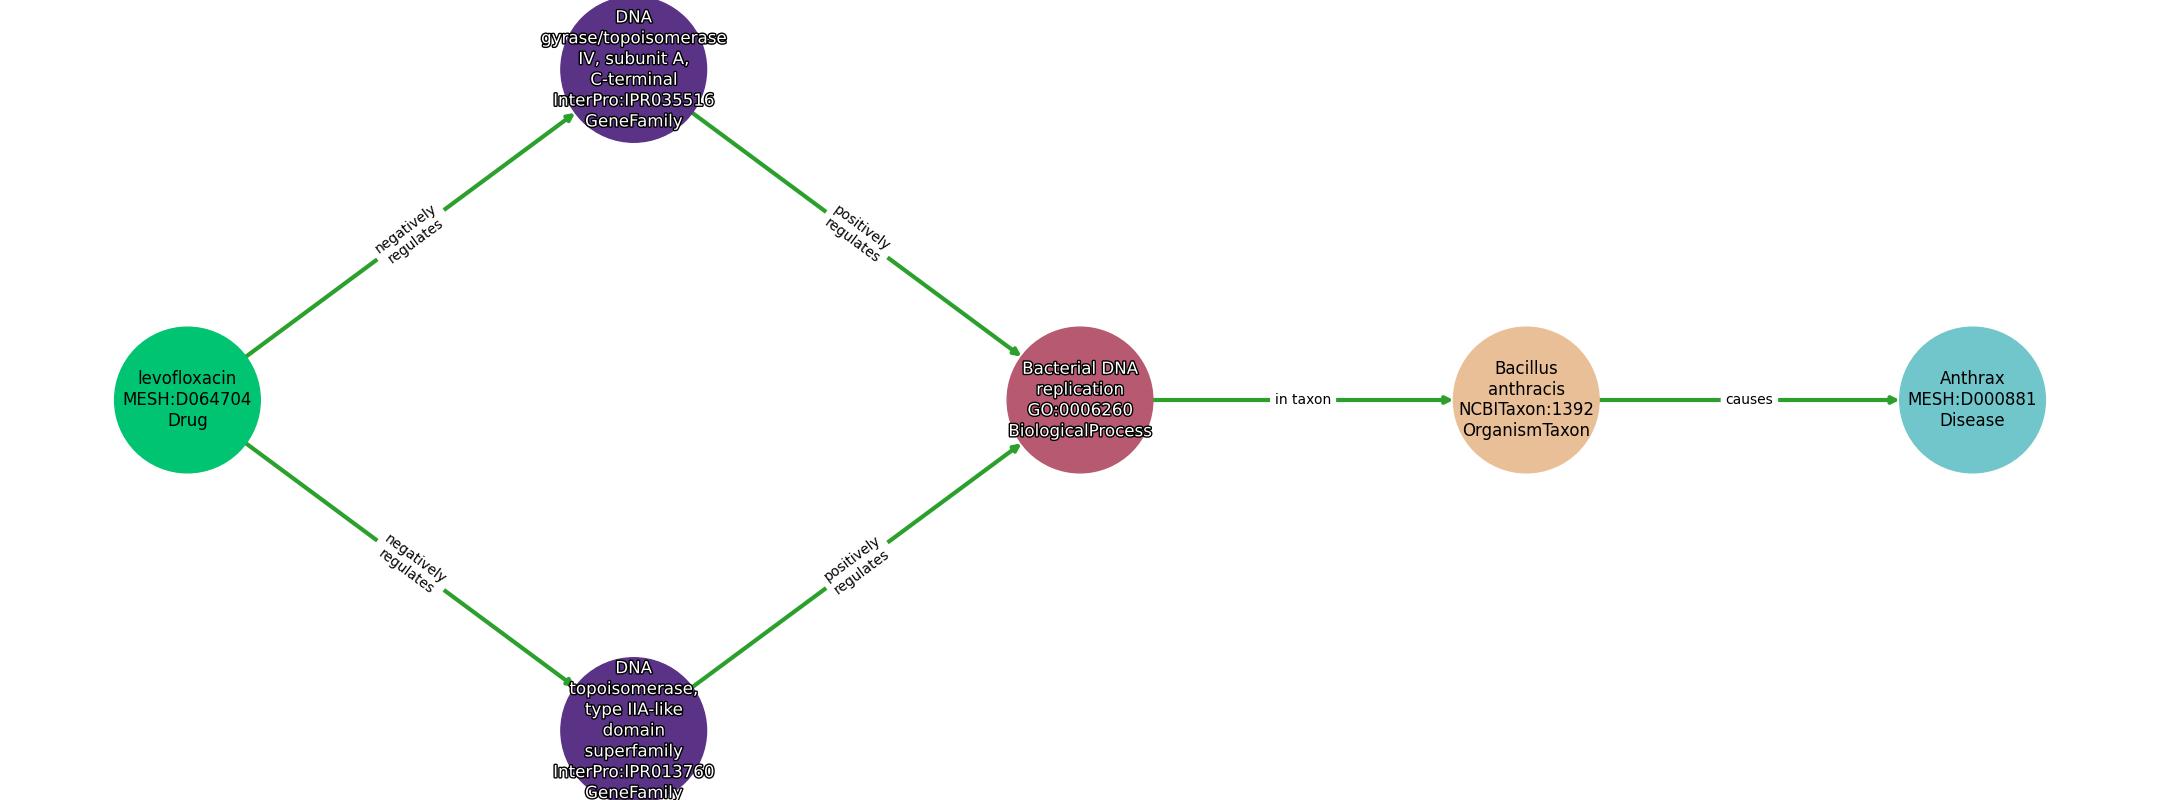 DNA
gyrase/topoisomerase
IV, subunit A,
C-terminal
InterPro:IPR035516
GeneFamily
negatively
regulates
positively
regulates
levofloxacin
MESH:D064704
Drug
Bacterial DNA
replication
GO:0006260
BiologicalProcess
in taxon
Bacillus
anthracis
NCBITaxon:1392
OrganismTaxon
causes
Anthrax
MESH:D000881
Disease
negatively
regulates
positively
regulates
DNA
topoisomerase,
type IIA-like
domain
superfamily
InterPro:IPR013760
GeneFamily